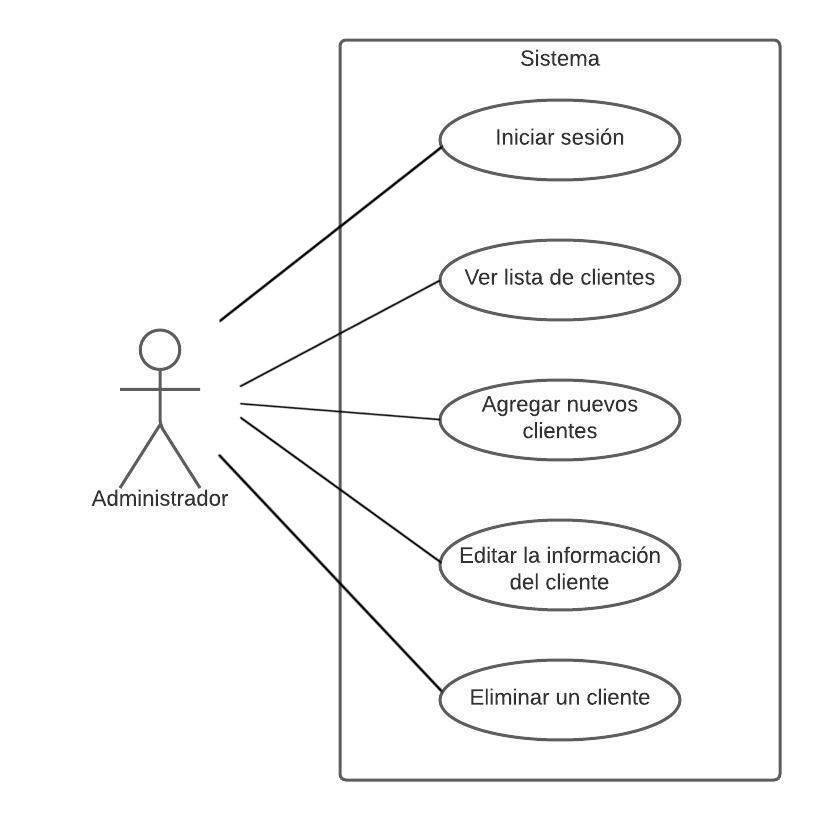 Sistema
Iniciar sesión
Ver lista de clientes
Agregar nuevos
clientes
Editar la información
del cliente
Eliminar un cliente
Administrador